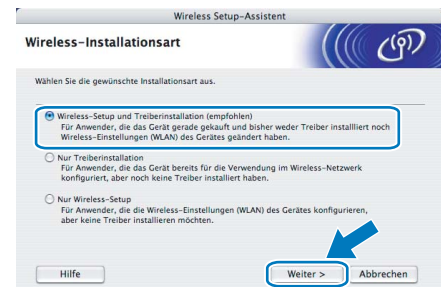 Wireless Setup-Assistent
Wireless-Installationsart
Wählen Sie die gewünschte Installationsart aus.
Wireless-Setup und Treiberinstallation (empfohlen)
Für Anwender, die das Gerät gerade gekauft und bisher weder Treiber installliert noch
Wireless-Einstellungen (WLAN) des Gerätes geändert haben.
Nur Treiberinstallation
Für Anwender, die das Gerät bereits für die Verwendung im Wireless-Netzwerk
konfiguriert, aber noch keine Treiber installiert haben.
Nur Wireless-Setup
Für Anwender, die die Wireless-Einstellungen (WLAN) des Gerätes konfigurieren,
aber keine Treiber installieren möchten.
Hilfe
Weiter >
Abbrechen